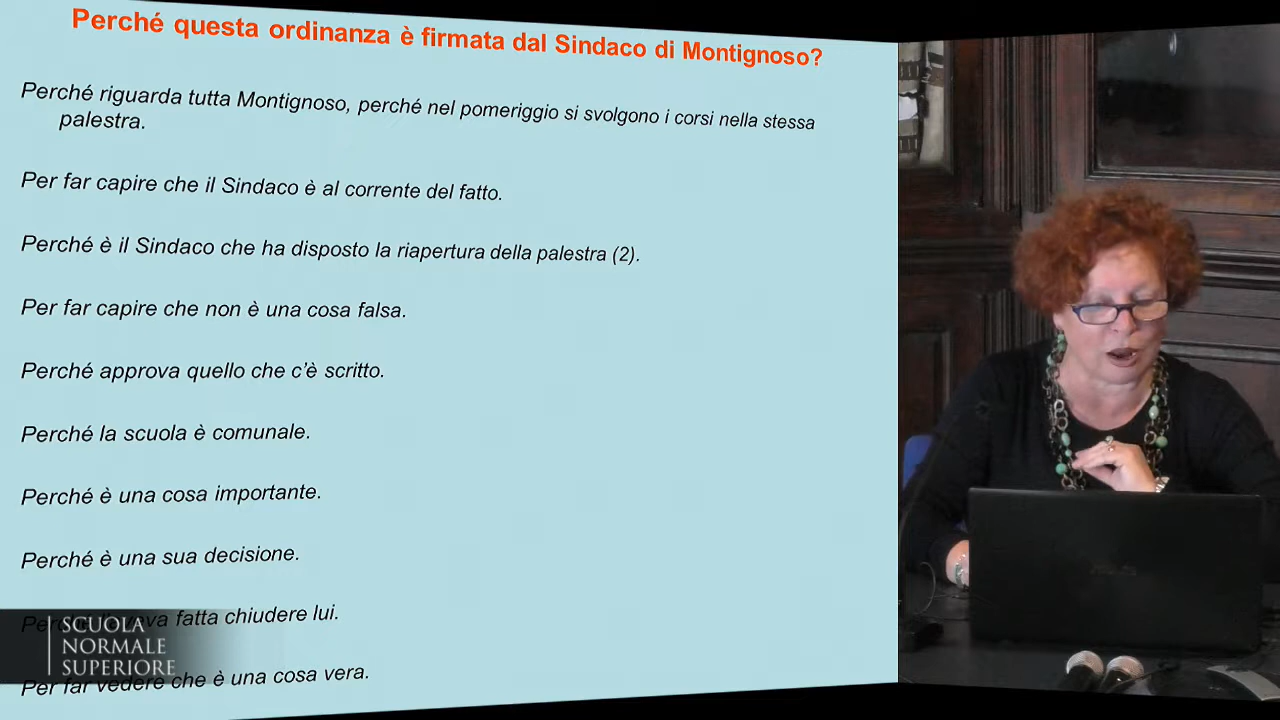 Perché questa ordinanza è firmata dal Sindaco di Montignoso?
Perché riguarda tutta Montignoso, perché nel pomeriggio si svolgono i corsi nella stessa
palestra.
Per far capire che il Sindaco è al corrente del fatto.
Perché è il Sindaco che ha disposto la riapertura della palestra (2).
Per far capire che non è una cosa falsa.
Perché approva quello che c’è scritto.
Perché la scuola è comunale.
Perché è una cosa importante.
Perché è una sua decisione.
fatta chiudere lui.
Per far vedere che è una cosa vera.
SCUOLA
NORMALE
SUPERIORE